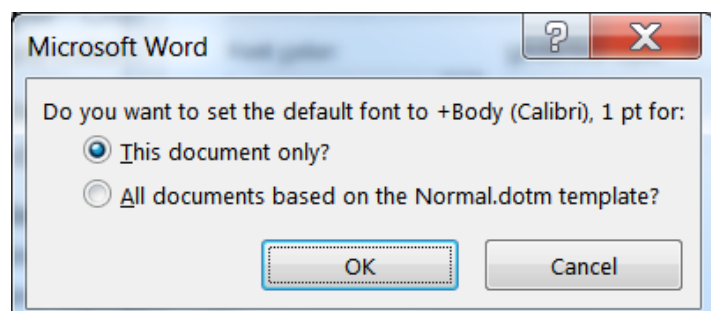 Microsoft Word
Do you want to set the default font to +Body (Calibri), 1 pt for:
This document only?
All documents based on the Normal.dotm template?
OK Cancel